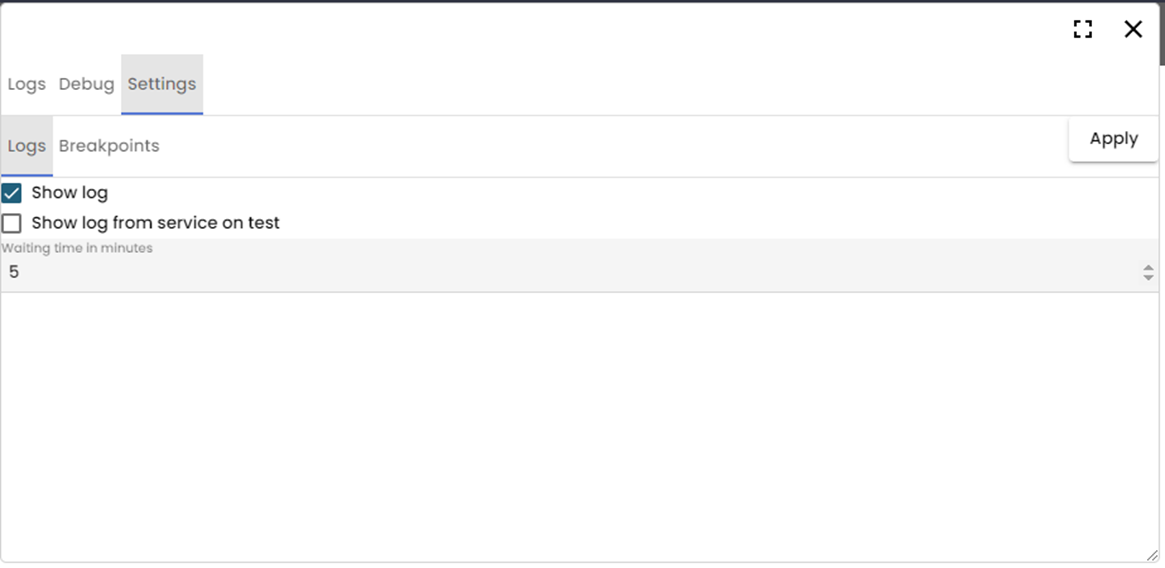 Logs Debug Settings
Logs Breakpoints Apply
Show log
Show log from service on test
Waiting time in minutes
5